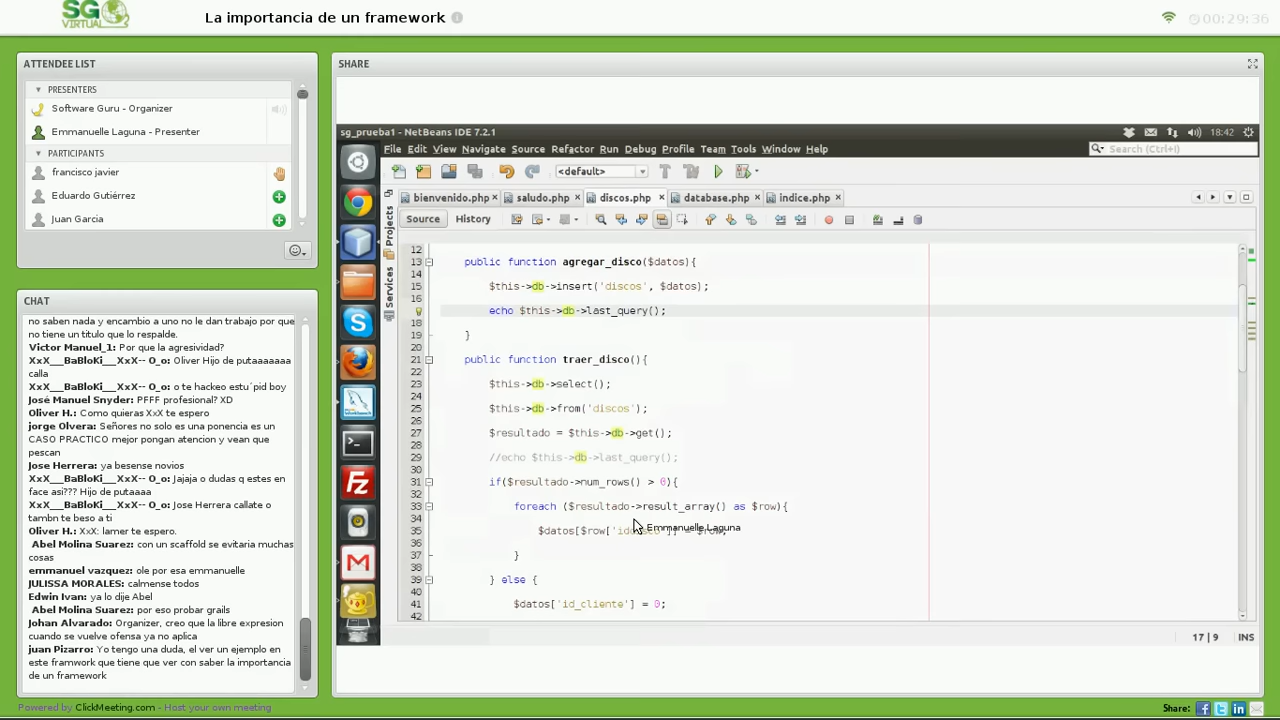 SG
VIRTUAL
La importancia de un framework
00:29:36
ATTENDEE LIST
PRESENTERS
Software Guru - Organizer
Emmanuelle Laguna - Presenter
PARTICIPANTS
francisco javier
Eduardo Gutiérrez
Juan Garcia
CHAT
no saben nada y encambio a uno no le dan trabajo por que
no tiene un titulo que lo respalde.
Victor Manuel_1: Por que la agresividad?
XxX___BaBloKi__XxX-- O_o: Oliver Hijo de putaaaaaaa
calla
XxX___BaBloKi__XxX-- O_o: o te hackeo estu´pid boy
José Manuel Snyder: PFFF profesional? XD
Oliver H.: Como quieras XxX te espero
jorge Olvera: Señores no solo es una ponencia es un
CASO PRACTICO mejor pongan atencion y vean que
pescan
Jose Herrera: ya besense novios
XxX___BaBloKi__XxX-- O_o: Jajaja o dudas q estes en
face asi??? Hijo de putaaaa
XxX___BaBloKi__XxX-- O_o: Jose Herrera callate o
tambn te beso a ti
Oliver H.: XxX: lamer te espero.
Abel Molina Suarez: con un scaffold se evitaria muchas
cosas
emmanuel vazquez: ole por esa emmanuelle
JULISSA MORALES: calmense todos
Edwin Ivan: ya lo dije Abel
Abel Molina Suarez: por eso probar grails
Johan Alvarado: Organizer, creo que la libre expresion
cuando se vuelve ofensa ya no aplica
juan Pizarro: Yo tengo una duda, el ver un ejemplo en
este framwork que tiene que ver con saber la importancia
de un framework
SHARE
sg_prueba1 - NetBeans IDE 7.2.1
18:42
File Edit View Navigate Source Refactor Run Debug Profile Team Tools Window Help
Search (Ctrl+I)
<default>
bienvenido.php saludo.php discos.php database.php indice.php
Source History
Projects
Services
12
13 public function agregar_disco($datos){
14
15 $this->db->insert('discos', $datos);
16
echo $this->db->last_query();
18
19 }
20
21 public function traer_disco(){
22
23 $this->db->select();
24
25 $this->db->from('discos');
26
27 $resultado = $this->db->get();
28
29 //echo $this->db->last_query();
30
31 if($resultado->num_rows() > 0){
32
33 foreach ($resultado->result_array() as $row){
34
Emmanuelle Laguna
35 $datos[$row['id
36
37 }
38
39 } else {
40
41 $datos['id_cliente'] = 0;
42
17 | 9 INS
Powered by ClickMeeting.com - Host your own meeting
Share: